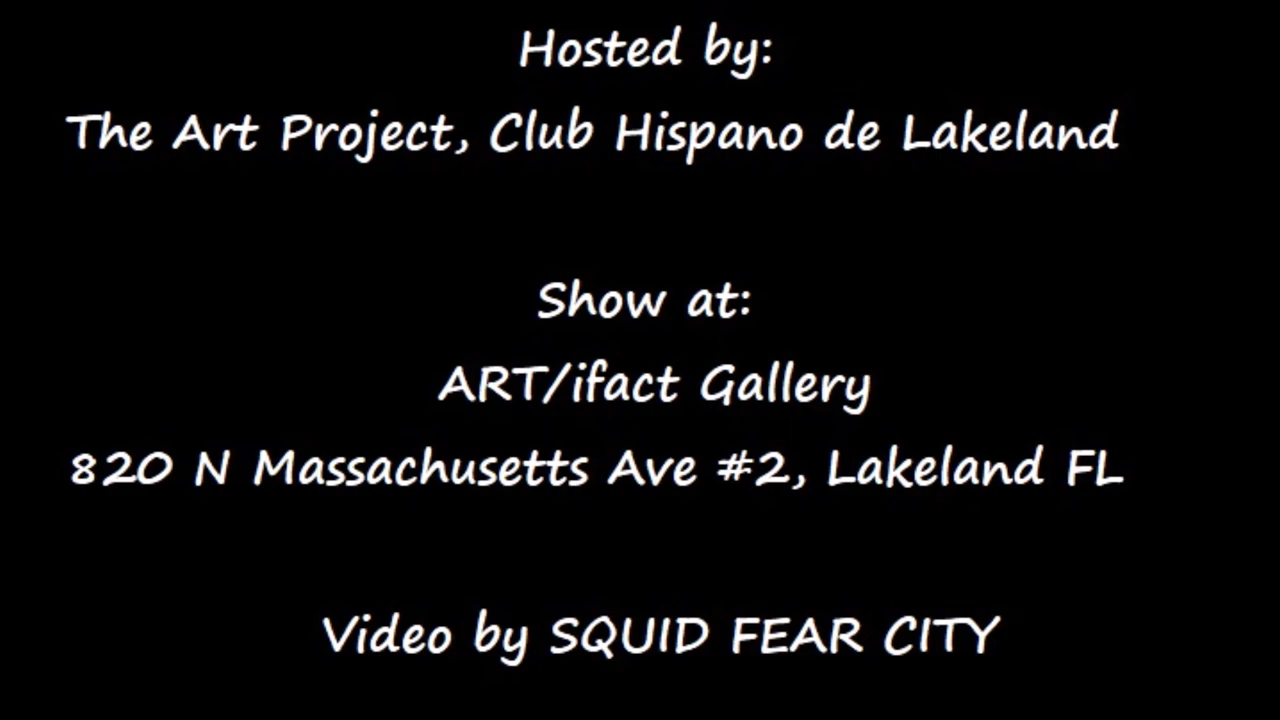 Hosted by:
The Art Project, Club Hispano de Lakeland
Show at:
ART/ifact Gallery
820 N Massachusetts Ave #2, Lakeland FL
Video by SQUID FEAR CITY